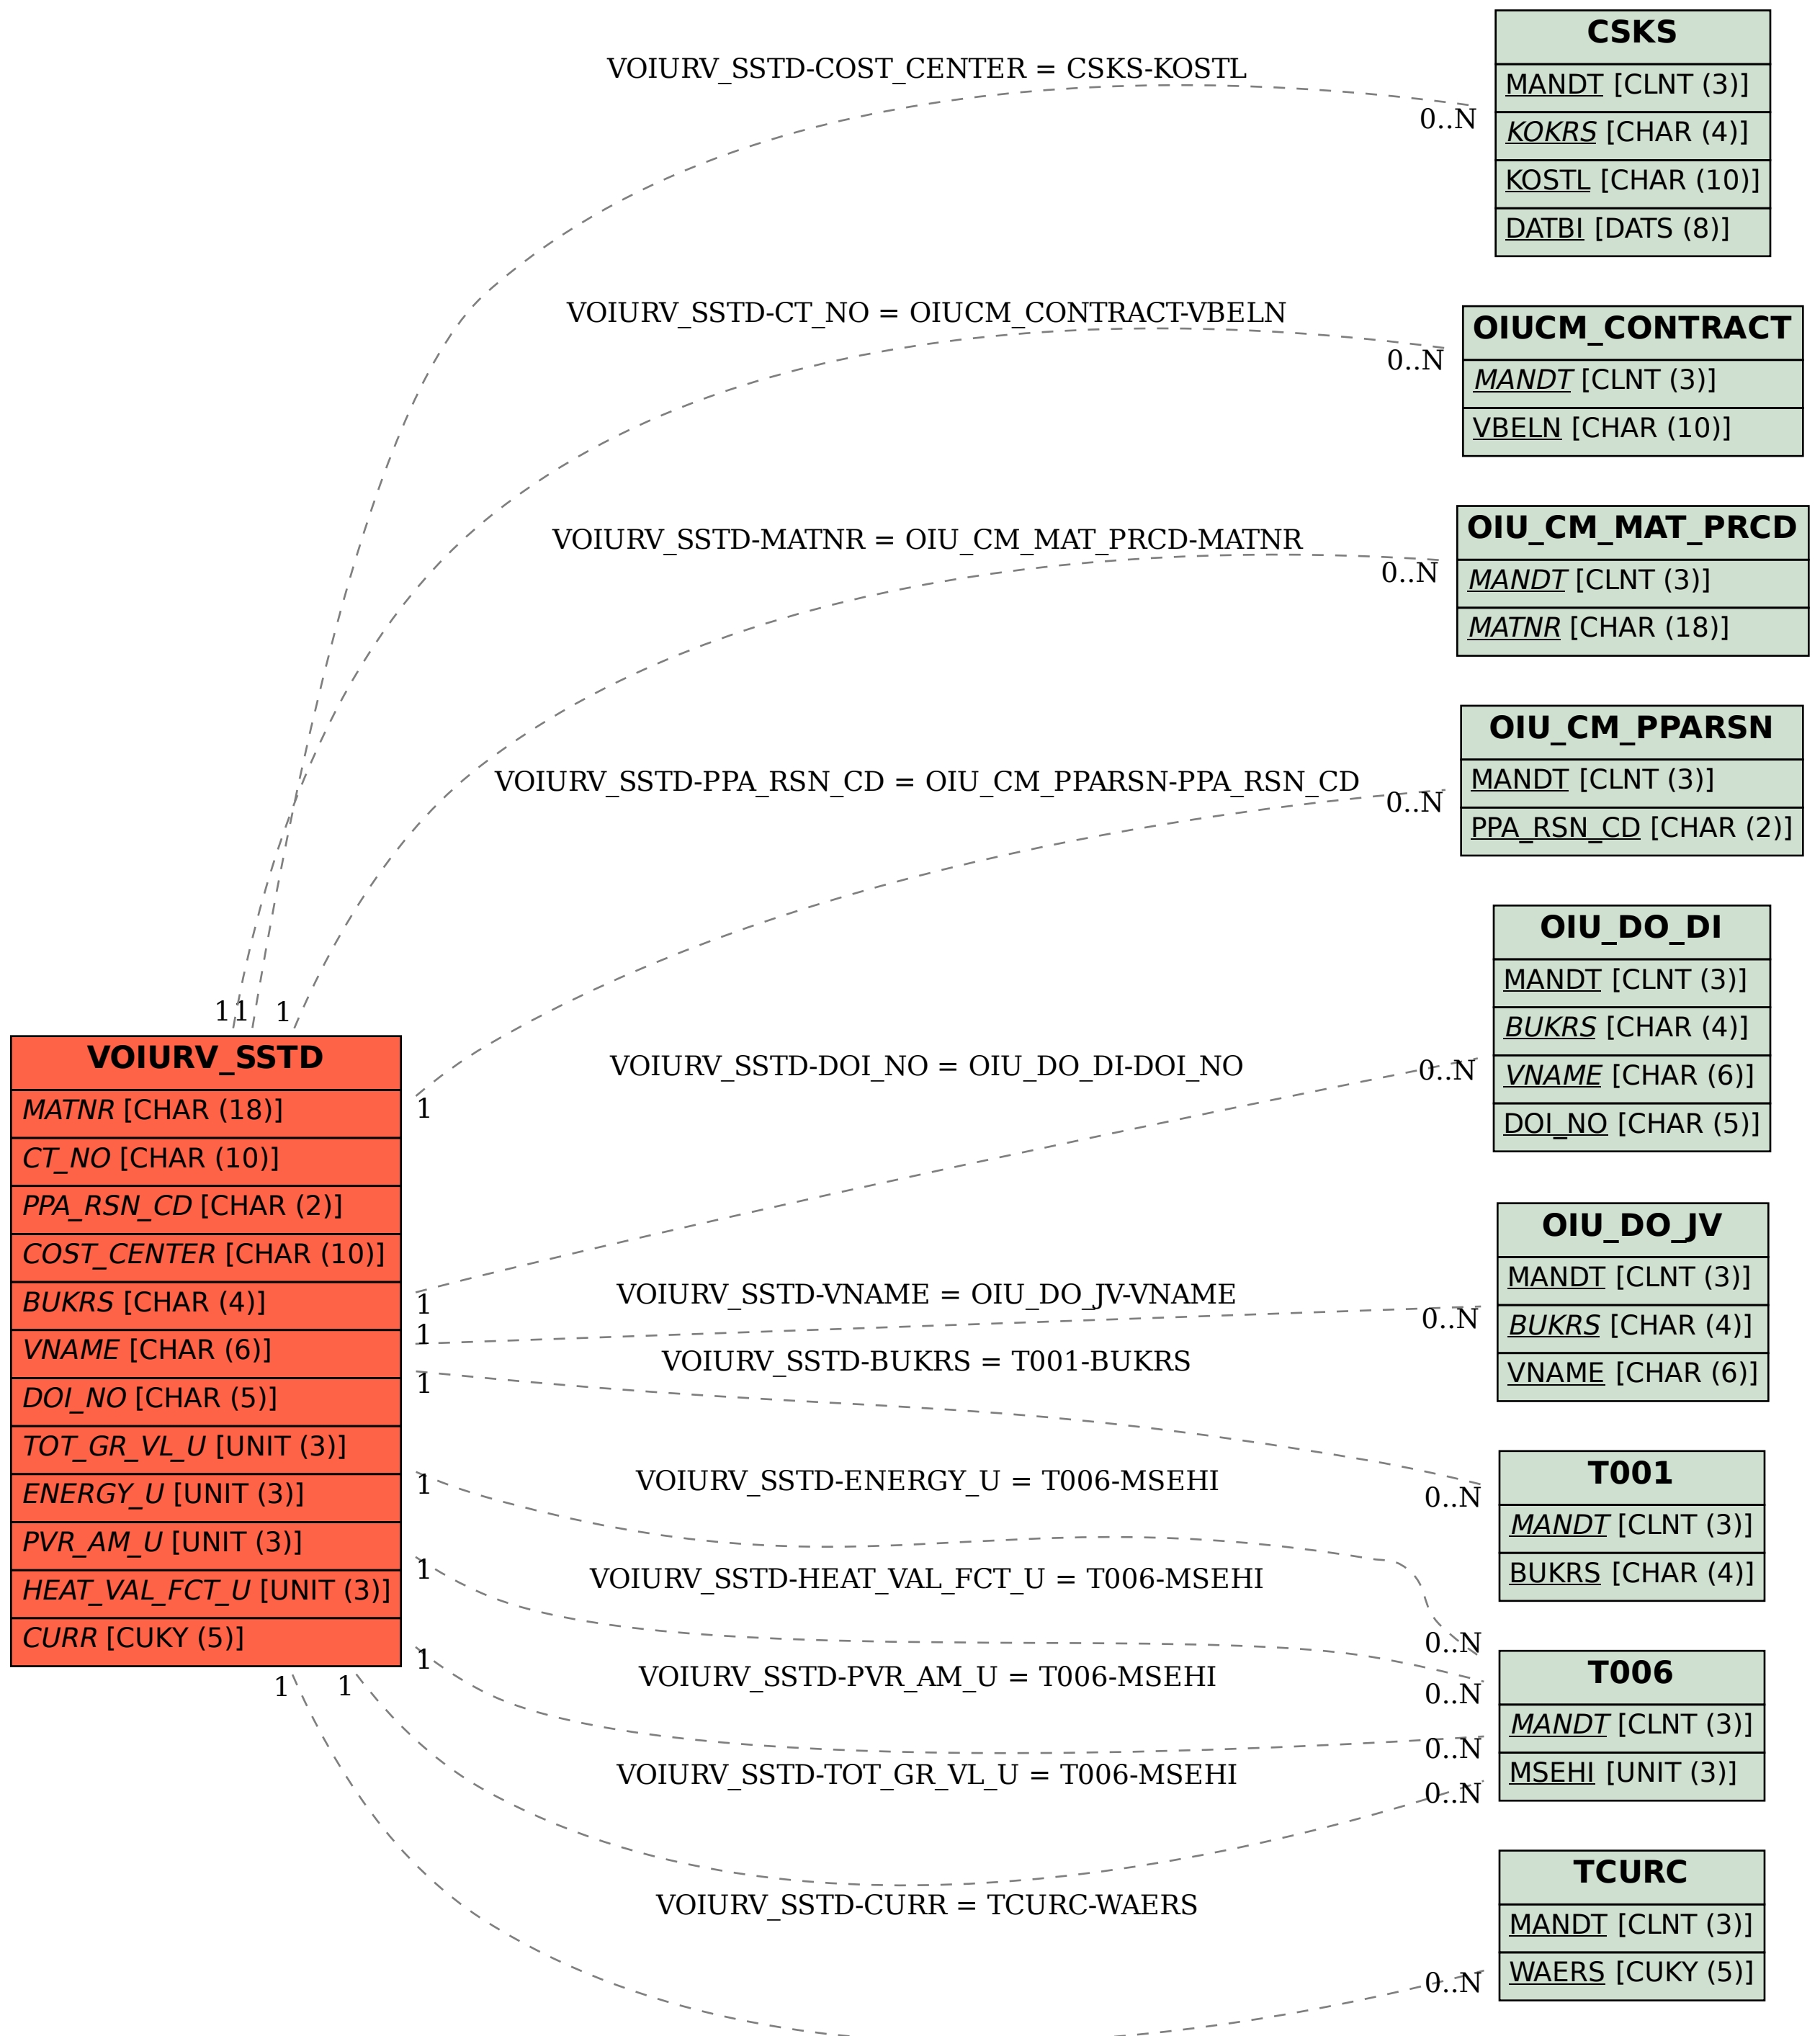 CSKS
MANDT [CLNT (3)]
KOKRS [CHAR (4)]
KOSTL [CHAR (10)]
DATBI [DATS (8)]
VOIURV_SSTD-COST_CENTER = CSKS-KOSTL
0..N
OIUCM_CONTRACT
MANDT [CLNT (3)]
VBELN [CHAR (10)]
VOIURV_SSTD-CT_NO = OIUCM_CONTRACT-VBELN
0..N
OIU_CM_MAT_PRCD
MANDT [CLNT (3)]
MATNR [CHAR (18)]
VOIURV_SSTD-MATNR = OIU_CM_MAT_PRCD-MATNR
0..N
OIU_CM_PPARSN
MANDT [CLNT (3)]
PPA_RSN_CD [CHAR (2)]
VOIURV_SSTD-PPA_RSN_CD = OIU_CM_PPARSN-PPA_RSN_CD
0..N
OIU_DO_DI
MANDT [CLNT (3)]
BUKRS [CHAR (4)]
VNAME [CHAR (6)]
DOI_NO [CHAR (5)]
1
1
1
VOIURV_SSTD
MATNR [CHAR (18)]
CT_NO [CHAR (10)]
PPA_RSN_CD [CHAR (2)]
COST_CENTER [CHAR (10)]
BUKRS [CHAR (4)]
VNAME [CHAR (6)]
DOI_NO [CHAR (5)]
TOT_GR_VL_U [UNIT (3)]
ENERGY_U [UNIT (3)]
PVR_AM_U [UNIT (3)]
HEAT_VAL_FCT_U [UNIT (3)]
CURR [CUKY (5)]
1
VOIURV_SSTD-DOI_NO = OIU_DO_DI-DOI_NO
0..N
1
VOIURV_SSTD-VNAME = OIU_DO_JV-VNAME
1
0..N
OIU_DO_JV
MANDT [CLNT (3)]
BUKRS [CHAR (4)]
VNAME [CHAR (6)]
VOIURV_SSTD-BUKRS = T001-BUKRS
1
0..N
T001
MANDT [CLNT (3)]
BUKRS [CHAR (4)]
VOIURV_SSTD-ENERGY_U = T006-MSEHI
1
0..N
VOIURV_SSTD-HEAT_VAL_FCT_U = T006-MSEHI
1
0..N
VOIURV_SSTD-PVR_AM_U = T006-MSEHI
1
0..N
T006
MANDT [CLNT (3)]
MSEHI [UNIT (3)]
VOIURV_SSTD-TOT_GR_VL_U = T006-MSEHI
1
0..N
VOIURV_SSTD-CURR = TCURC-WAERS
1
0..N
TCURC
MANDT [CLNT (3)]
WAERS [CUKY (5)]